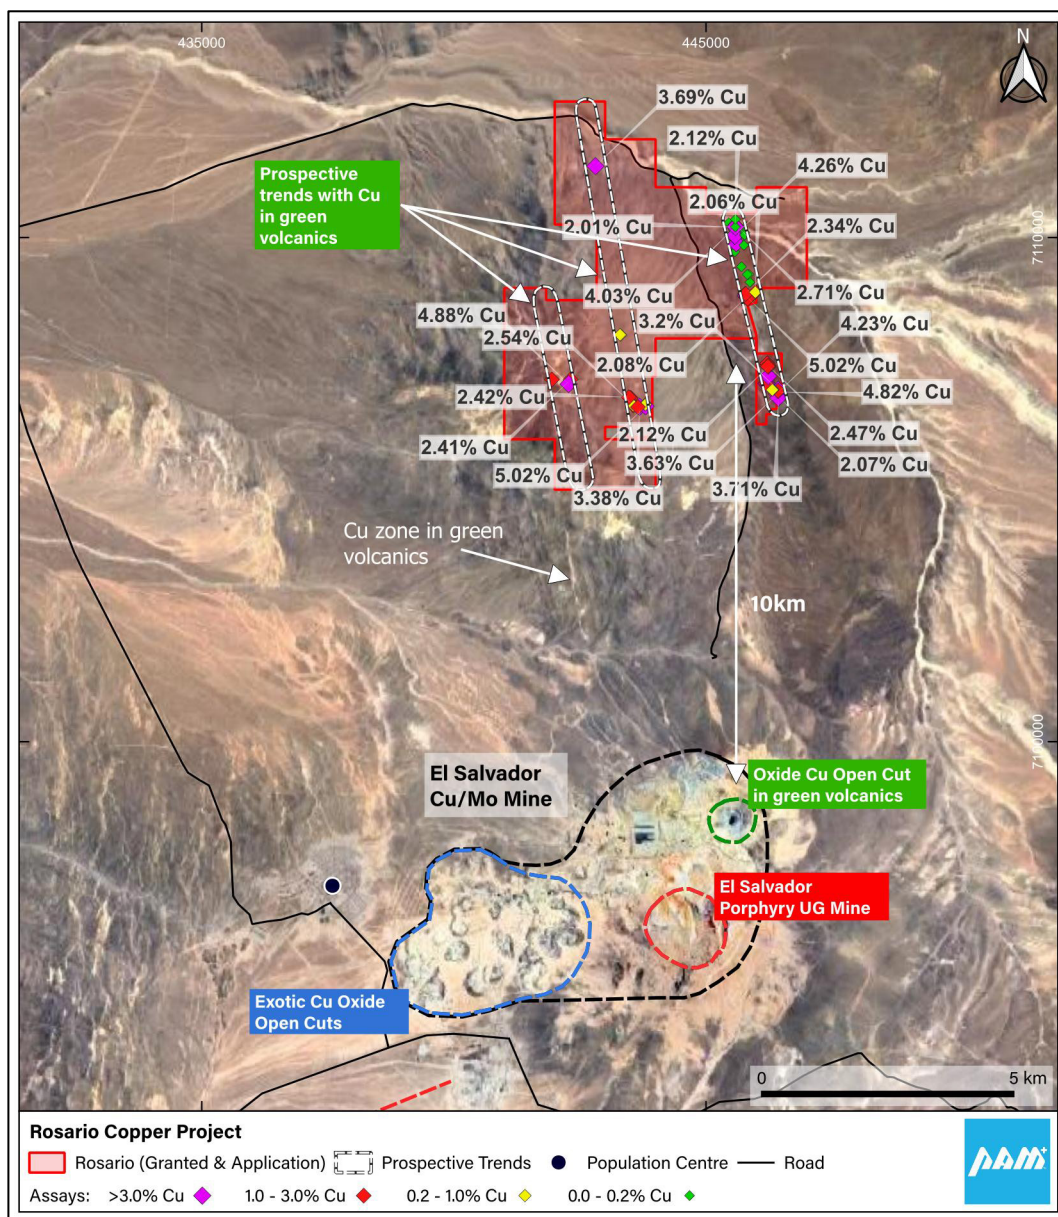 435000
445000
N
3.69% Cu
2.12% Cu
4.26% Cu
Prospective
trends with Cu
in green
volcanics
2.06% Cu
2.01% Cu
2.34% Cu
7110000
4.03% Cu
2.71% Cu
4.88% Cu
3.2% Cu
4.23% Cu
2.54% Cu
2.08% Cu
5.02% Cu
2.42% Cu
4.82% Cu
2.41% Cu
2.12% Cu
2.47% Cu
5.02% Cu
3.63% Cu
2.07% Cu
3.38% Cu
3.71% Cu
Cu zone in green
volcanics
10km
7100000
El Salvador
Cu/Mo Mine
Oxide Cu Open Cut
in green volcanics
El Salvador
Porphyry UG Mine
Exotic Cu Oxide
Open Cuts
0
5 km
Rosario Copper Project
Rosario (Granted & Application)
Prospective Trends
Population Centre
Road
Assays:
>3.0% Cu
1.0 - 3.0% Cu
0.2 - 1.0% Cu
0.0 - 0.2% Cu
PAM+